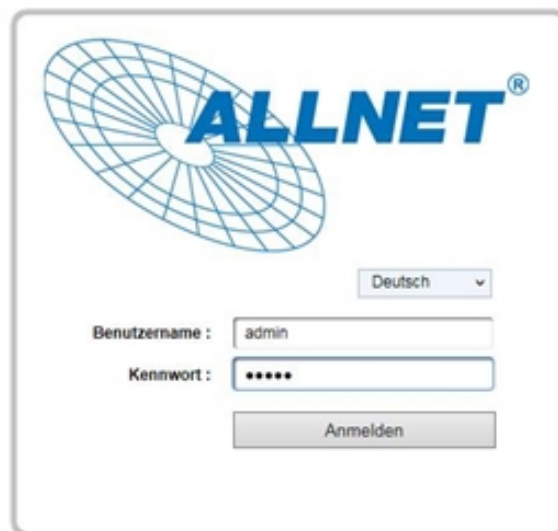 ALLNET®
Deutsch
Benutzername :
admin
Kennwort :
•••••
Anmelden